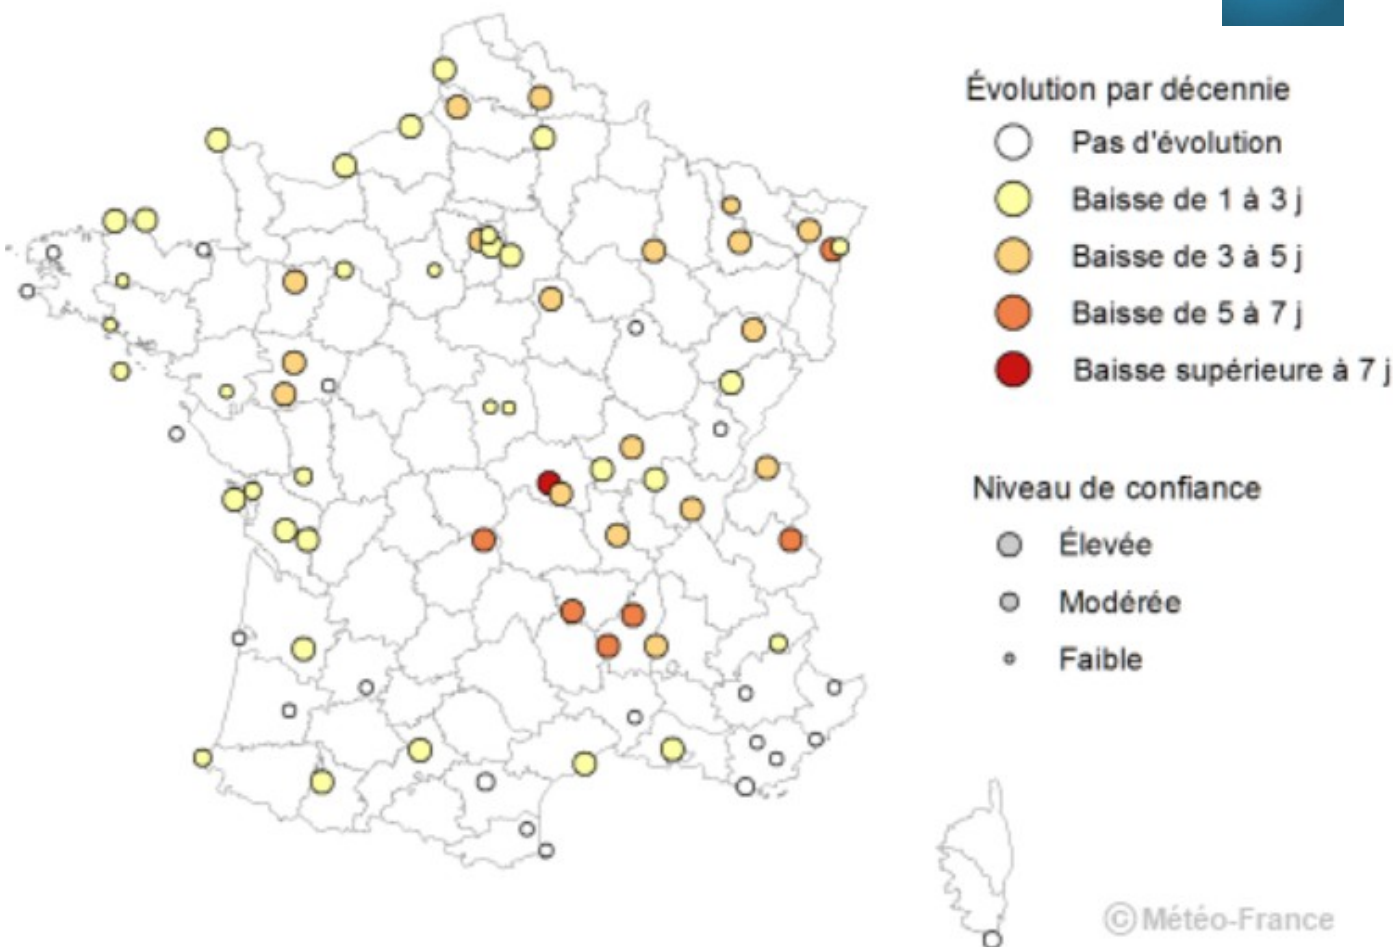 Évolution par décennie
Pas d'évolution
Baisse de 1 à 3 j
Baisse de 3 à 5 j
Baisse de 5 à 7 j
Baisse supérieure à 7 j
Niveau de confiance
Élevée
Modérée
Faible
© Météo-France